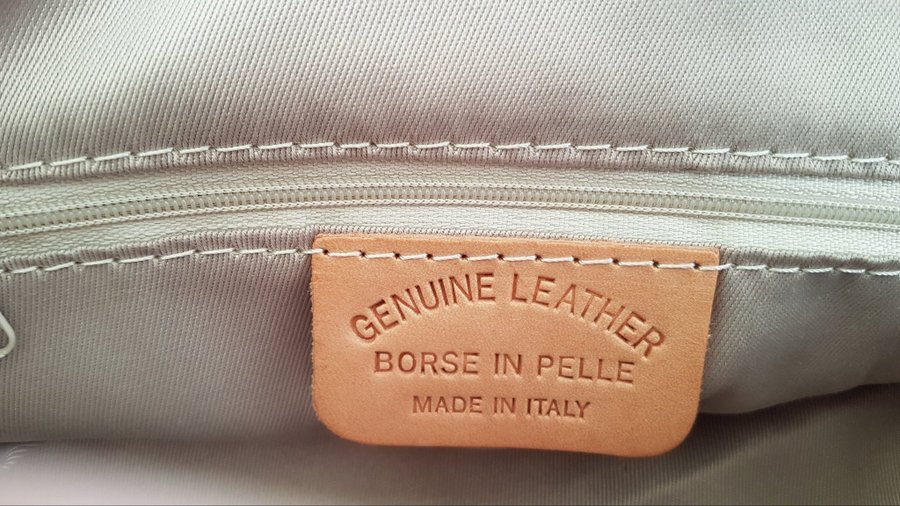 GENUINE LEATHER
BORSE IN PELLE
MADE IN ITALY